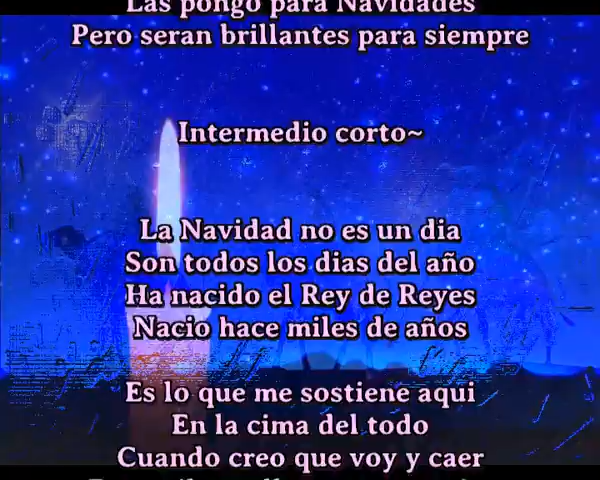 Las pongo para Navidades
Pero seran brillantes para siempre
Intermedio corto~
La Navidad no es un dia
Son todos los dias del año
Ha nacido el Rey de Reyes
Nacio hace miles de años
Es lo que me sostiene aqui
En la cima del todo
Cuando creo que voy y caer